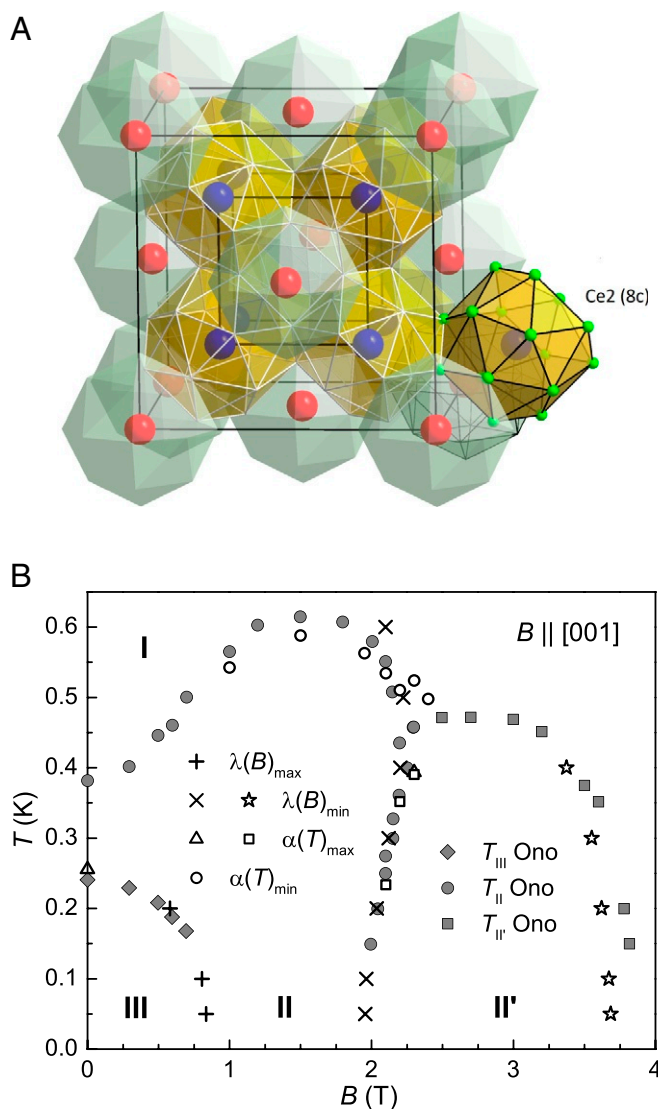 A
Ce2 (8c)
B
I
B || [001]
λ(B)max
λ(B)min
α(T)max
α(T)min
TIII Ono
TII Ono
TII' Ono
III
II
II'
T (K)
0.6
0.5
0.4
0.3
0.2
0.1
0.0
0
1
2
3
4
B (T)